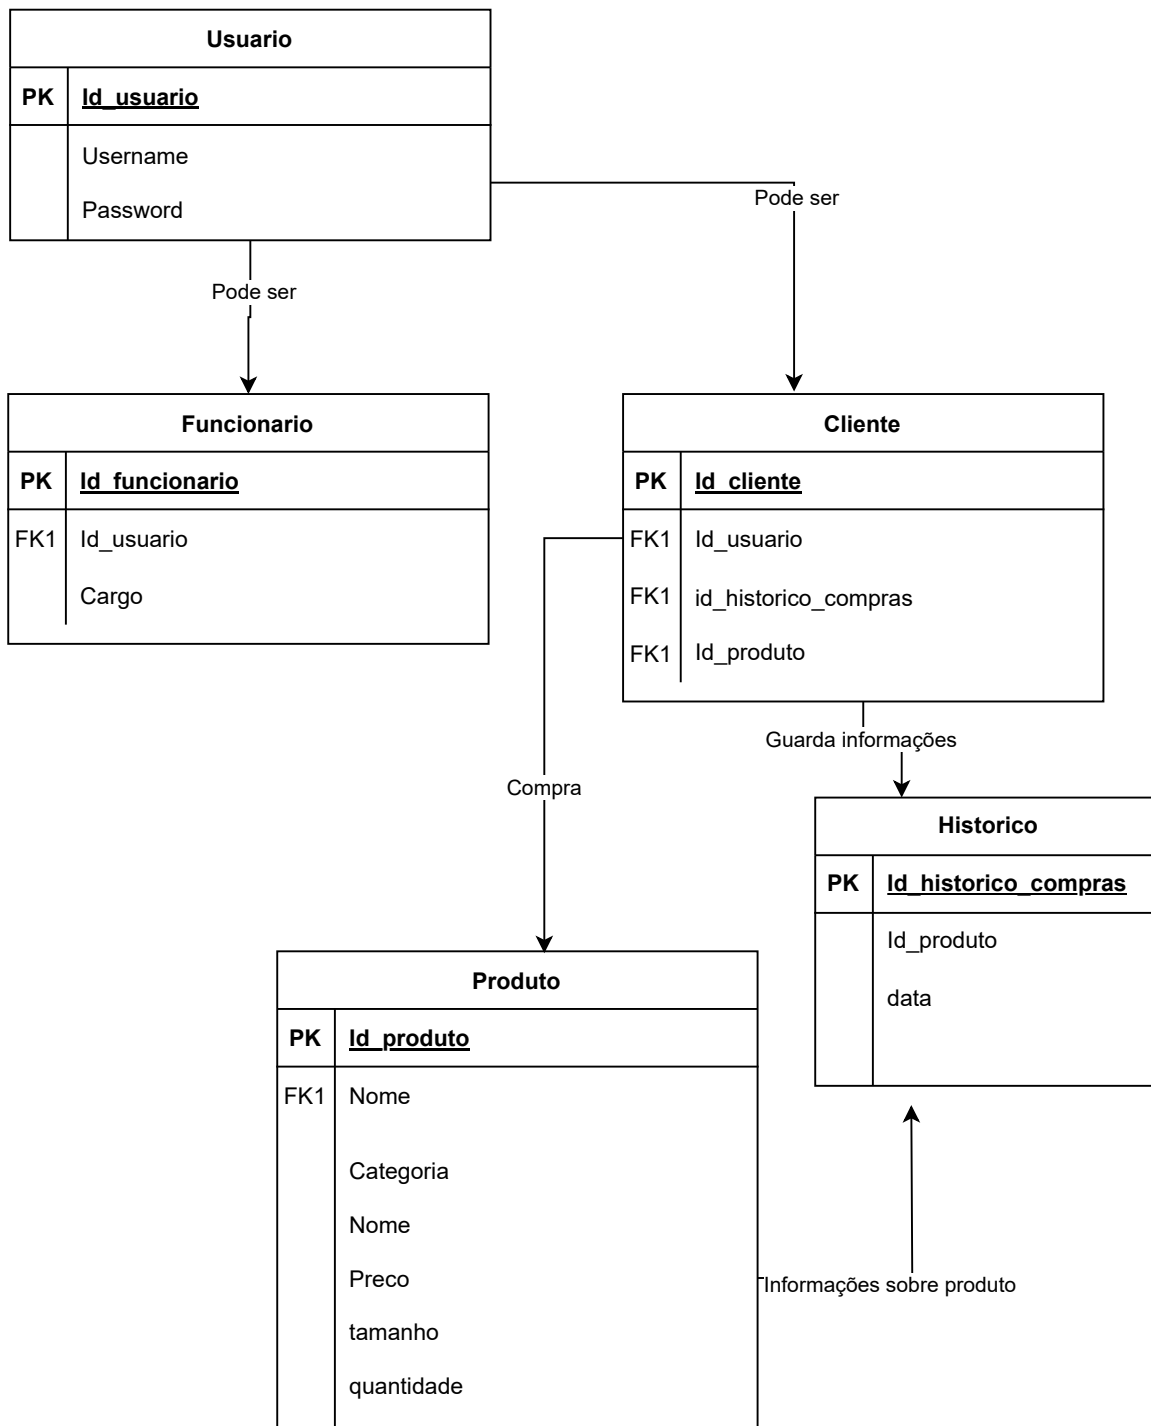 Usuario
PK Id_usuario
Username
Password
Pode ser
Pode ser
Funcionario
PK Id_funcionario
FK1 Id_usuario
Cargo
Cliente
PK Id_cliente
FK1 Id_usuario
FK1 id_historico_compras
FK1 Id_produto
Guarda informações
Compra
Historico
PK Id_historico_compras
Id_produto
data
Produto
PK Id_produto
FK1 Nome
Categoria
Nome
Preco
tamanho
quantidade
Informações sobre produto